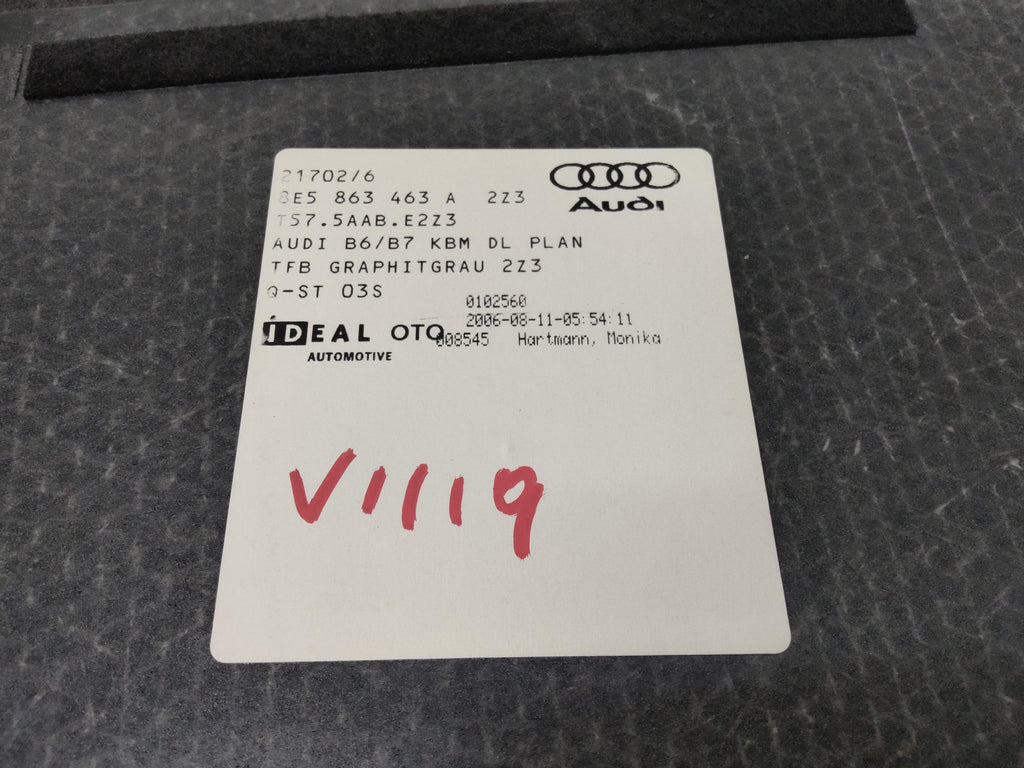 21702/6
8E5 863 463 A 2Z3
T57.5AAB.E2Z3
AUDI B6/B7 KBM DL PLAN
TFB GRAPHITGRAU 2Z3
Q-ST 03S
Audi
0102560
2006-08-11-05:54:11
IDEAL OTO
008545 Hartmann, Monika
AUTOMOTIVE
V1119